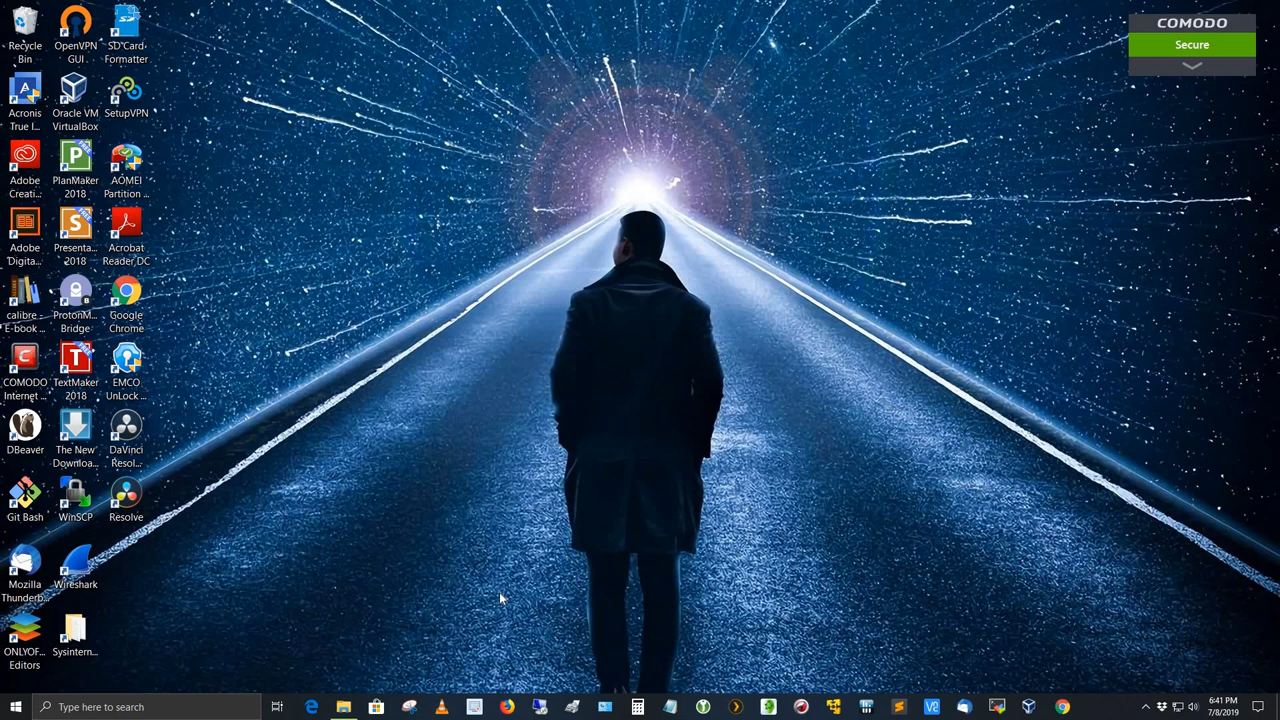 Recycle
Bin
OpenVPN
GUI
SD Card
Formatter
Acronis
True I...
Oracle VM
VirtualBox
SetupVPN
Adobe
Creati...
PlanMaker
2018
AOMEI
Partition ...
Adobe
Digita...
Presenta...
2018
Acrobat
Reader DC
calibre -
E-book ...
ProtonM...
Bridge
Google
Chrome
COMODO
Internet ...
TextMaker
2018
EMCO
UnLock ...
DBeaver
The New
Downloa...
DaVinci
Resol...
Git Bash
WinSCP
Resolve
Mozilla
Thunderb...
Wireshark
ONLYOF...
Editors
Sysintern...
COMODO
Secure
Type here to search
6:41 PM
7/8/2019